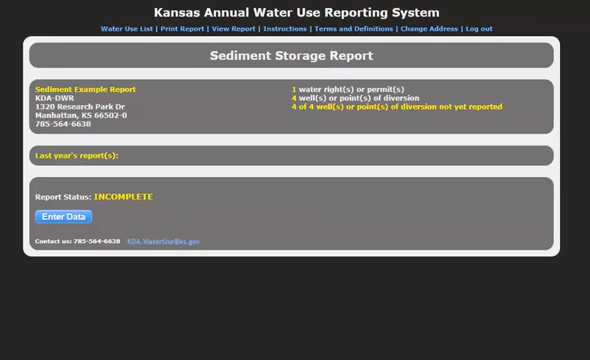 Kansas Annual Water Use Reporting System
Water Use List | Print Report | View Report | Instructions | Terms and Definitions | Change Address | Log out
Sediment Storage Report
Sediment Example Report
KDA-DWR
1320 Research Park Dr
Manhattan, KS 66502-0
785-564-6638
1 water right(s) or permit(s)
4 well(s) or point(s) of diversion
4 of 4 well(s) or point(s) of diversion not yet reported
Last year's report(s):
Report Status: INCOMPLETE
Enter Data
Contact us: 785-564-6638 KDA.WaterUse@ks.gov